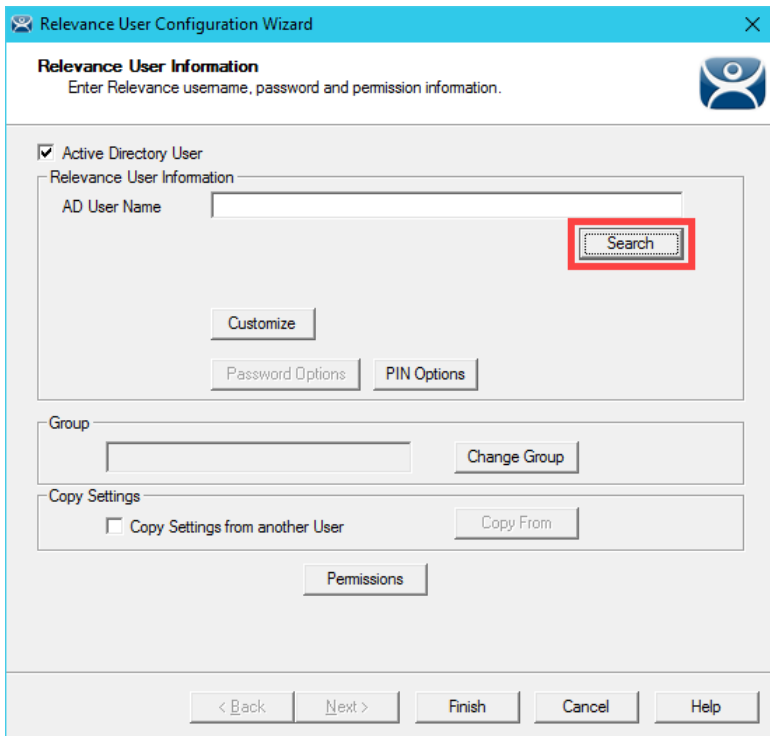 Relevance User Configuration Wizard
Relevance User Information
Enter Relevance username, password and permission information.
Active Directory User
Relevance User Information
AD User Name
Search
Customize
Password Options PIN Options
Group
Change Group
Copy Settings
Copy Settings from another User Copy From
Permissions
< Back Next > Finish Cancel Help